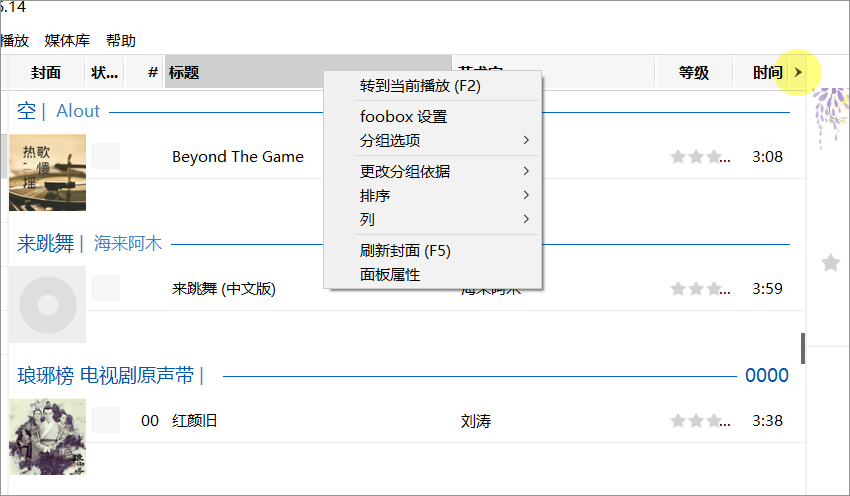 5.14
播放 媒体库 帮助
封面 状... # 标题 艺术家 等级 时间
转到当前播放 (F2)
foobox 设置
分组选项
更改分组依据
排序
列
刷新封面 (F5)
面板属性
空 | Alout
热歌
慢
摇
Beyond The Game ... 3:08
来跳舞 | 海来阿木
来跳舞 (中文版) 海来阿木 ... 3:59
琅琊榜 电视剧原声带 | 0000
00 红颜旧 刘涛 ... 3:38